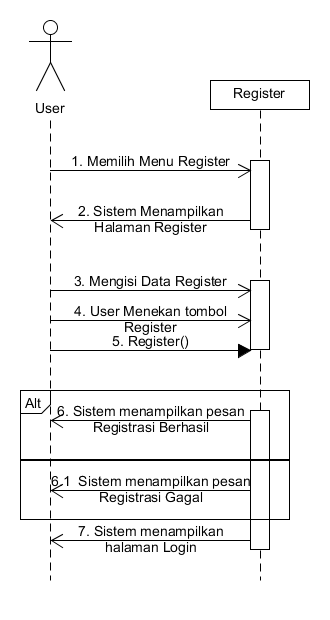 User
Register
1. Memilih Menu Register
2. Sistem Menampilkan
Halaman Register
3. Mengisi Data Register
4. User Menekan tombol
Register
5. Register()
Alt
6. Sistem menampilkan pesan
Registrasi Berhasil
6.1 Sistem menampilkan pesan
Registrasi Gagal
7. Sistem menampilkan
halaman Login